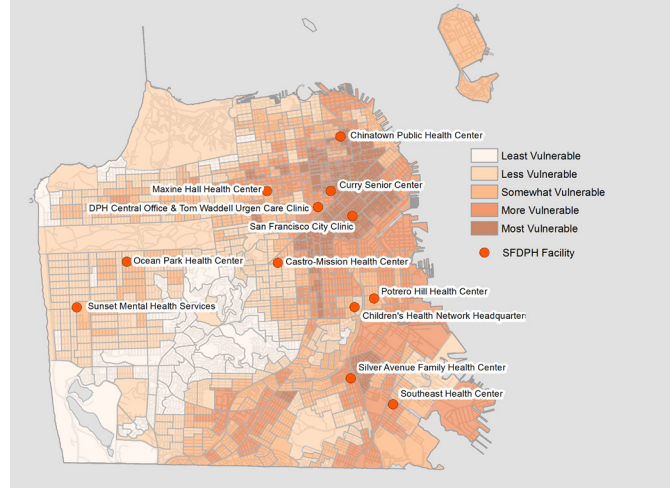 Chinatown Public Health Center
Least Vulnerable
Less Vulnerable
Maxine Hall Health Center
Curry Senior Center
Somewhat Vulnerable
DPH Central Office & Tom Waddell Urgen Care Clinic
More Vulnerable
San Francisco City Clinic
Most Vulnerable
SFDPH Facility
Ocean Park Health Center
Castro-Mission Health Center
Potrero Hill Health Center
Sunset Mental Health Services
Children's Health Network Headquarten
Silver Avenue Family Health Center
Southeast Health Center